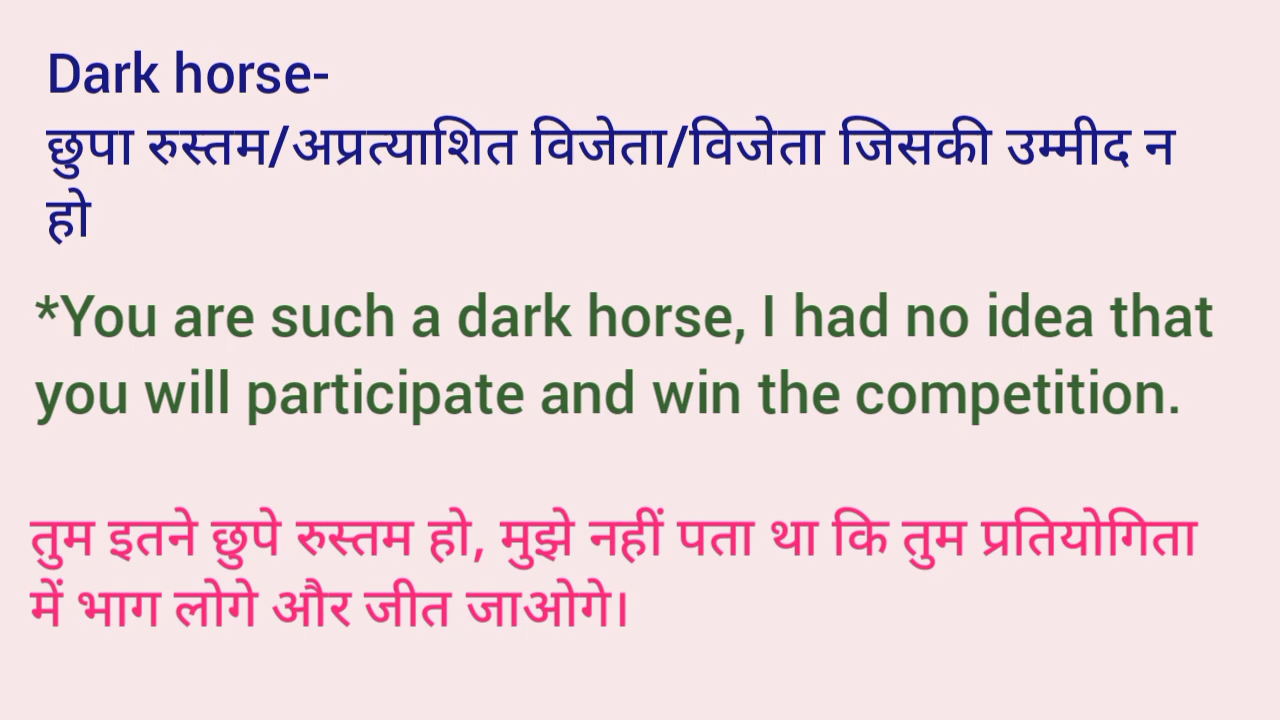 Dark horse-
छुपा रुस्तम/अप्रत्याशित विजेता/विजेता जिसकी उम्मीद न
हो
*You are such a dark horse, I had no idea that
you will participate and win the competition.
तुम इतने छुपे रुस्तम हो, मुझे नहीं पता था कि तुम प्रतियोगिता
में भाग लोगे और जीत जाओगे।